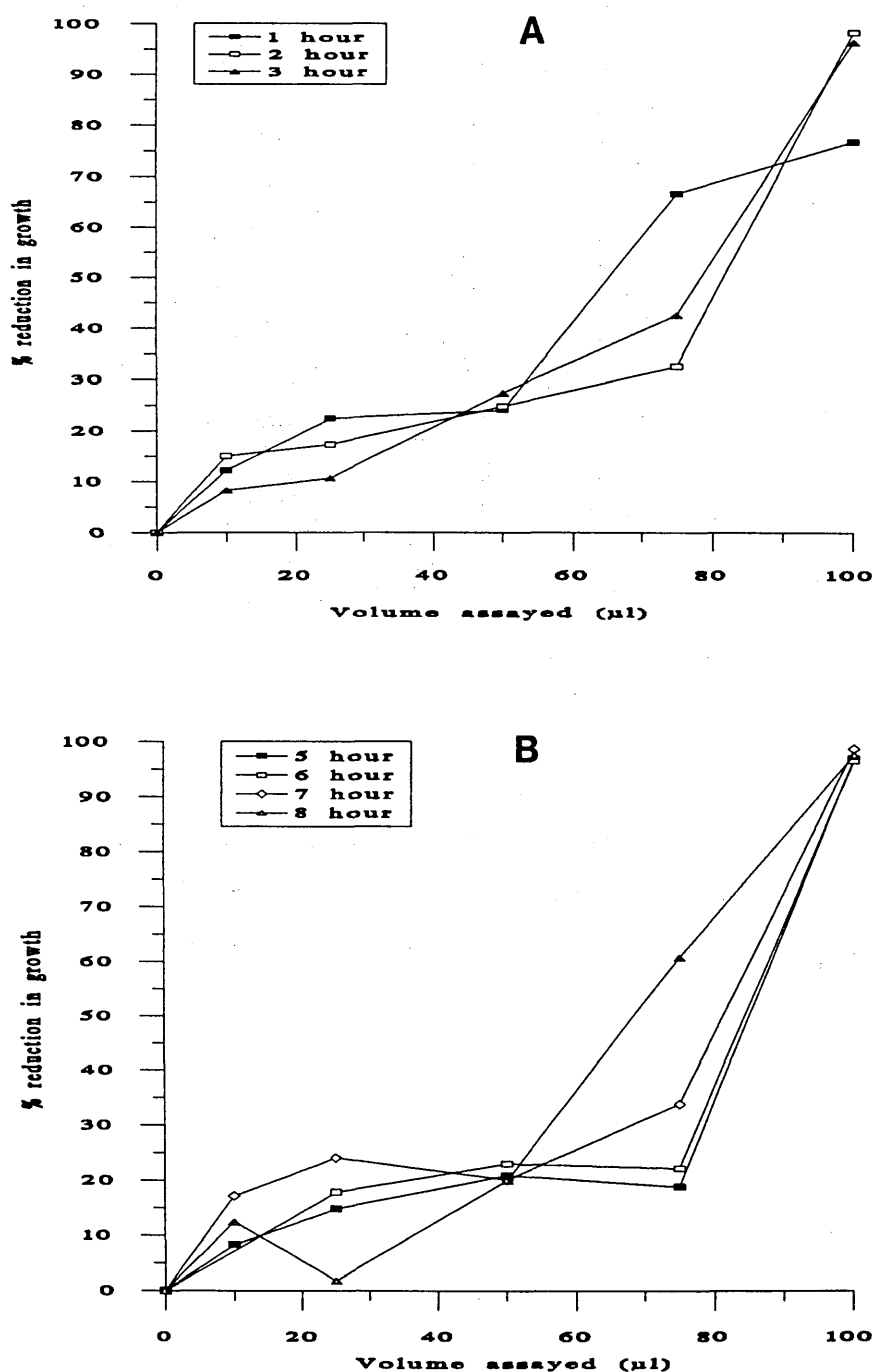 A
1 hour
2 hour
3 hour
100
90
80
70
60
50
40
30
20
10
0
% reduction in growth
0 20 40 60 80 100
Volume assayed (µl)
B
5 hour
6 hour
7 hour
8 hour
100
90
80
70
60
50
40
30
20
10
0
% reduction in growth
0 20 40 60 80 100
Volume assayed (µl)